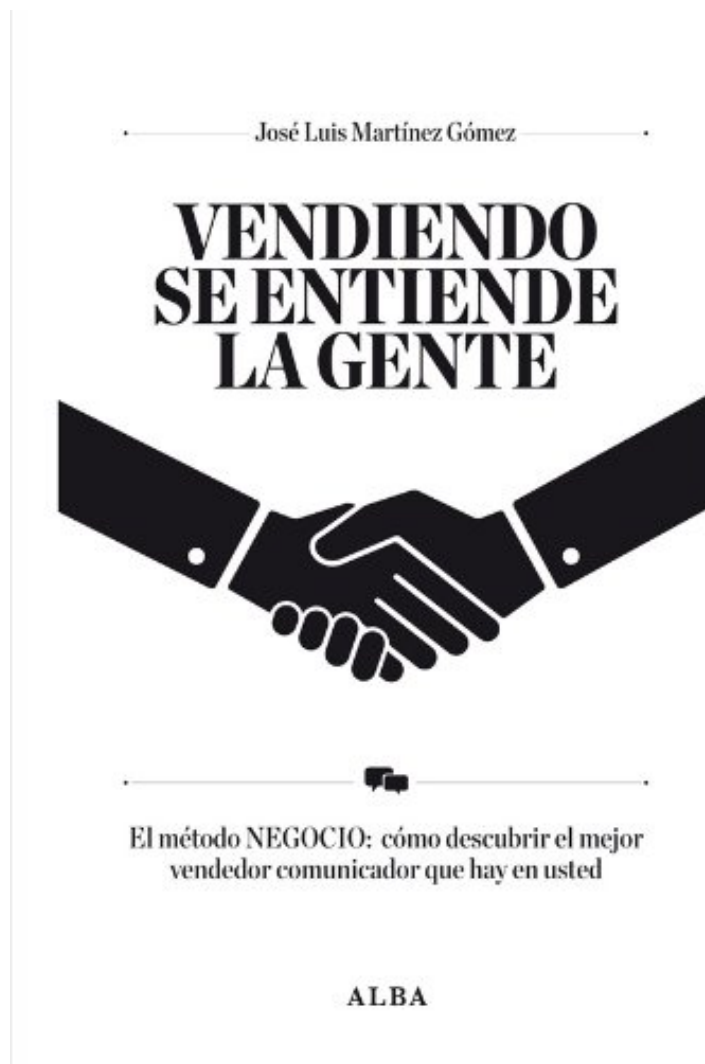 José Luis Martínez Gómez
VENDIENDO
SE ENTIENDE
LA GENTE
El método NEGOCIO: cómo descubrir el mejor
vendedor comunicador que hay en usted
ALBA